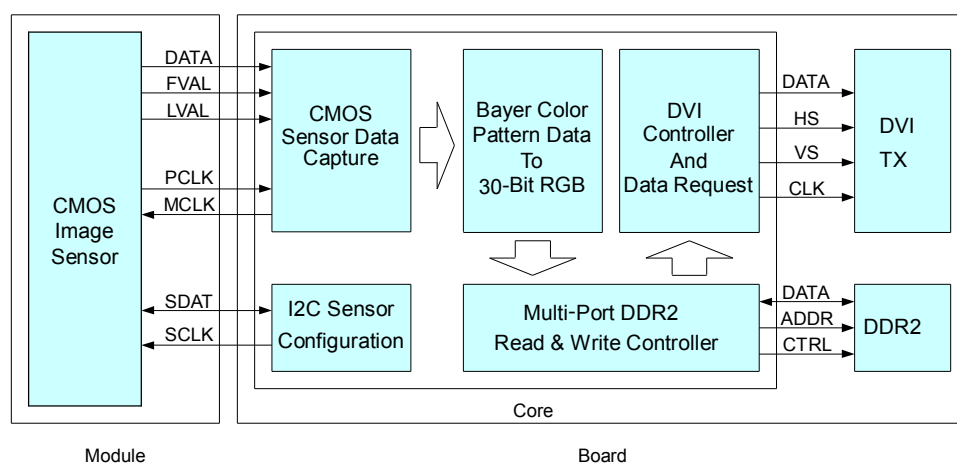 DATA
FVAL
LVAL
PCLK
MCLK
SDAT
SCLK
CMOS
Image
Sensor
CMOS
Sensor Data
Capture
Bayer Color
Pattern Data
To
30-Bit RGB
DVI
Controller
And
Data Request
DATA
HS
VS
CLK
DVI
TX
I2C Sensor
Configuration
Multi-Port DDR2
Read & Write Controller
DATA
ADDR
CTRL
DDR2
Core
Module
Board